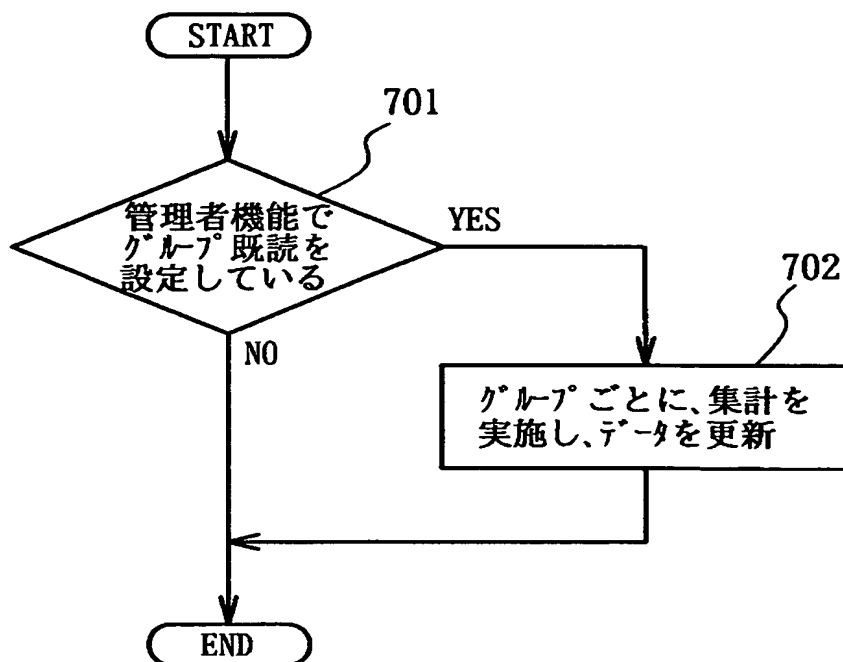 START
701
管理者機能で
グループ既読を
設定している
YES
702
NO
グループごとに、集計を
実施し、データを更新
END